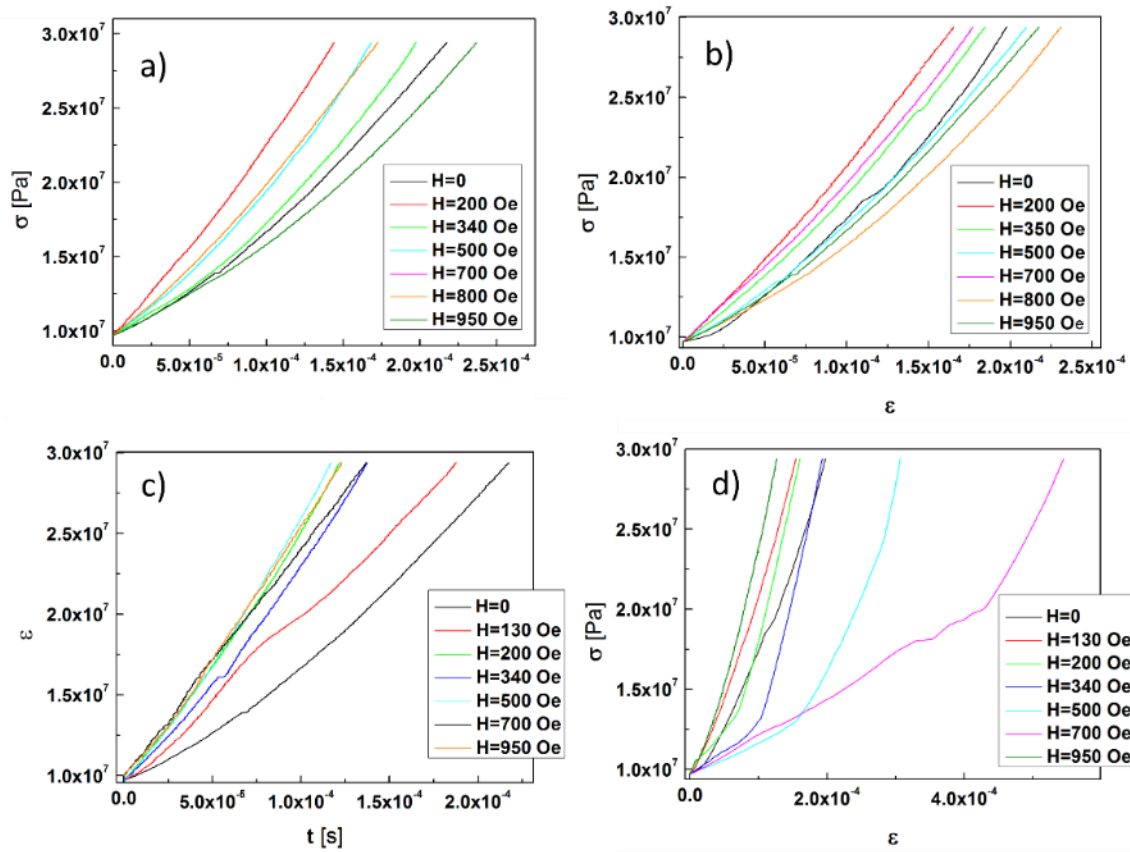 a)
3.0x10⁷
2.5x10⁷
2.0x10⁷
1.5x10⁷
1.0x10⁷
σ [Pa]
H=0
H=200 Oe
H=340 Oe
H=500 Oe
H=700 Oe
H=800 Oe
H=950 Oe
0.0 5.0x10⁻⁵ 1.0x10⁻⁴ 1.5x10⁻⁴ 2.0x10⁻⁴ 2.5x10⁻⁴
b)
3.0x10⁷
2.5x10⁷
2.0x10⁷
1.5x10⁷
1.0x10⁷
σ [Pa]
H=0
H=200 Oe
H=350 Oe
H=500 Oe
H=700 Oe
H=800 Oe
H=950 Oe
0.0 5.0x10⁻⁵ 1.0x10⁻⁴ 1.5x10⁻⁴ 2.0x10⁻⁴ 2.5x10⁻⁴
ε
c)
3.0x10⁷
2.5x10⁷
2.0x10⁷
1.5x10⁷
1.0x10⁷
ε
H=0
H=130 Oe
H=200 Oe
H=340 Oe
H=500 Oe
H=700 Oe
H=950 Oe
0.0 5.0x10⁻⁵ 1.0x10⁻⁴ 1.5x10⁻⁴ 2.0x10⁻⁴
t [s]
d)
3.0x10⁷
2.5x10⁷
2.0x10⁷
1.5x10⁷
1.0x10⁷
σ [Pa]
H=0
H=130 Oe
H=200 Oe
H=340 Oe
H=500 Oe
H=700 Oe
H=950 Oe
0.0 2.0x10⁻⁴ 4.0x10⁻⁴
ε